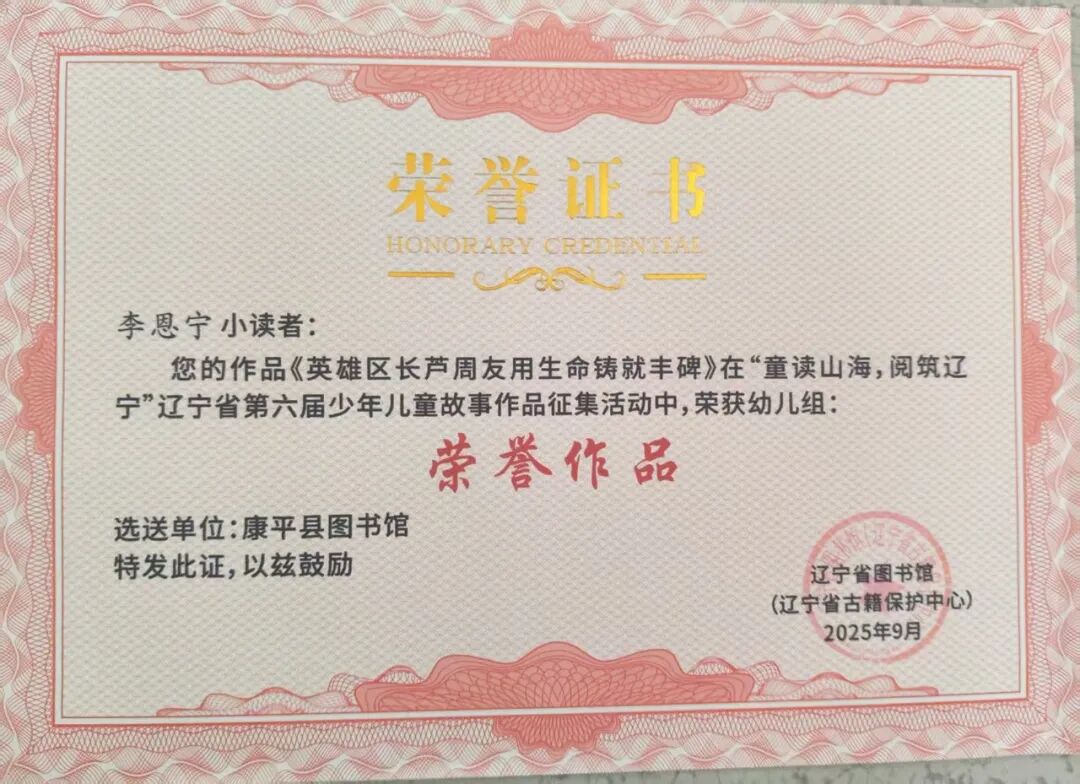 荣誉证书
HONORARY CREDENTIAL
李恩宁 小读者：
您的作品《英雄区长芦周友用生命铸就丰碑》在“童读山海，阅筑辽
宁”辽宁省第六届少年儿童故事作品征集活动中，荣获幼儿组：
荣誉作品
选送单位：康平县图书馆
特发此证，以兹鼓励
辽宁省图书馆
（辽宁省古籍保护中心）
2025年9月